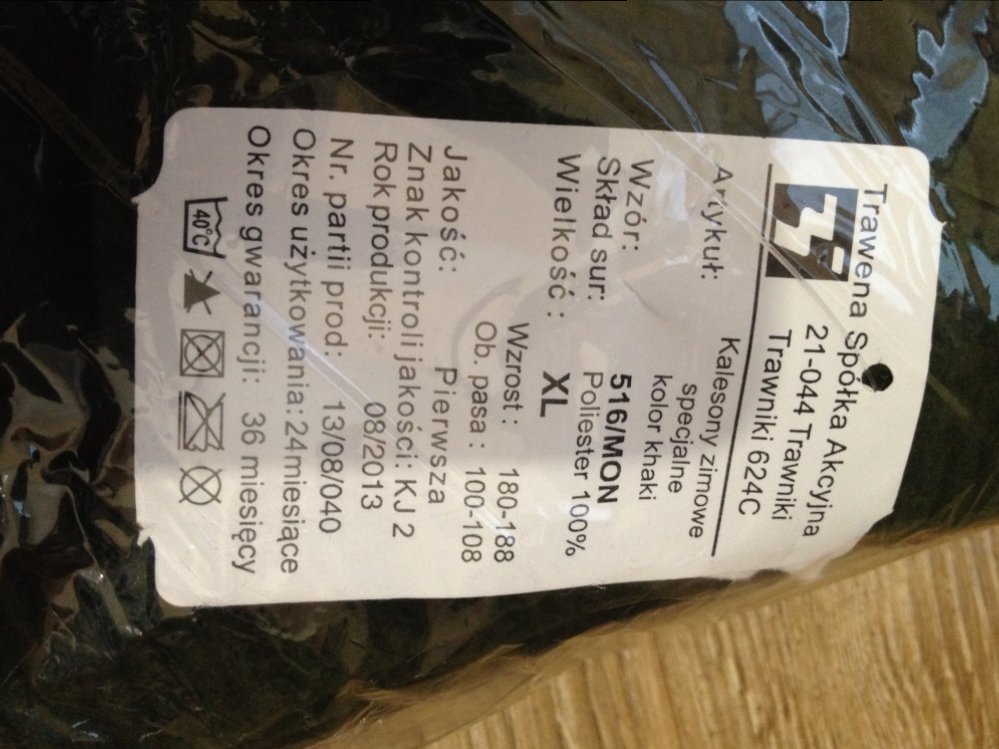 Trawena Spółka Akcyjna
21-044 Trawniki
Trawniki 624C
Artykuł: Kalesony zimowe
specjalne
kolor khaki
Wzór: 516/MON
Skład sur: Poliester 100%
Wielkość: XL
Wzrost: 180-188
Ob. pasa: 100-108
Jakość: Pierwsza
Znak kontroli jakości: KJ 2
Rok produkcji: 08/2013
Nr. partii prod: 13/08/040
Okres użytkowania: 24miesiące
Okres gwarancji: 36 miesięcy
40°C